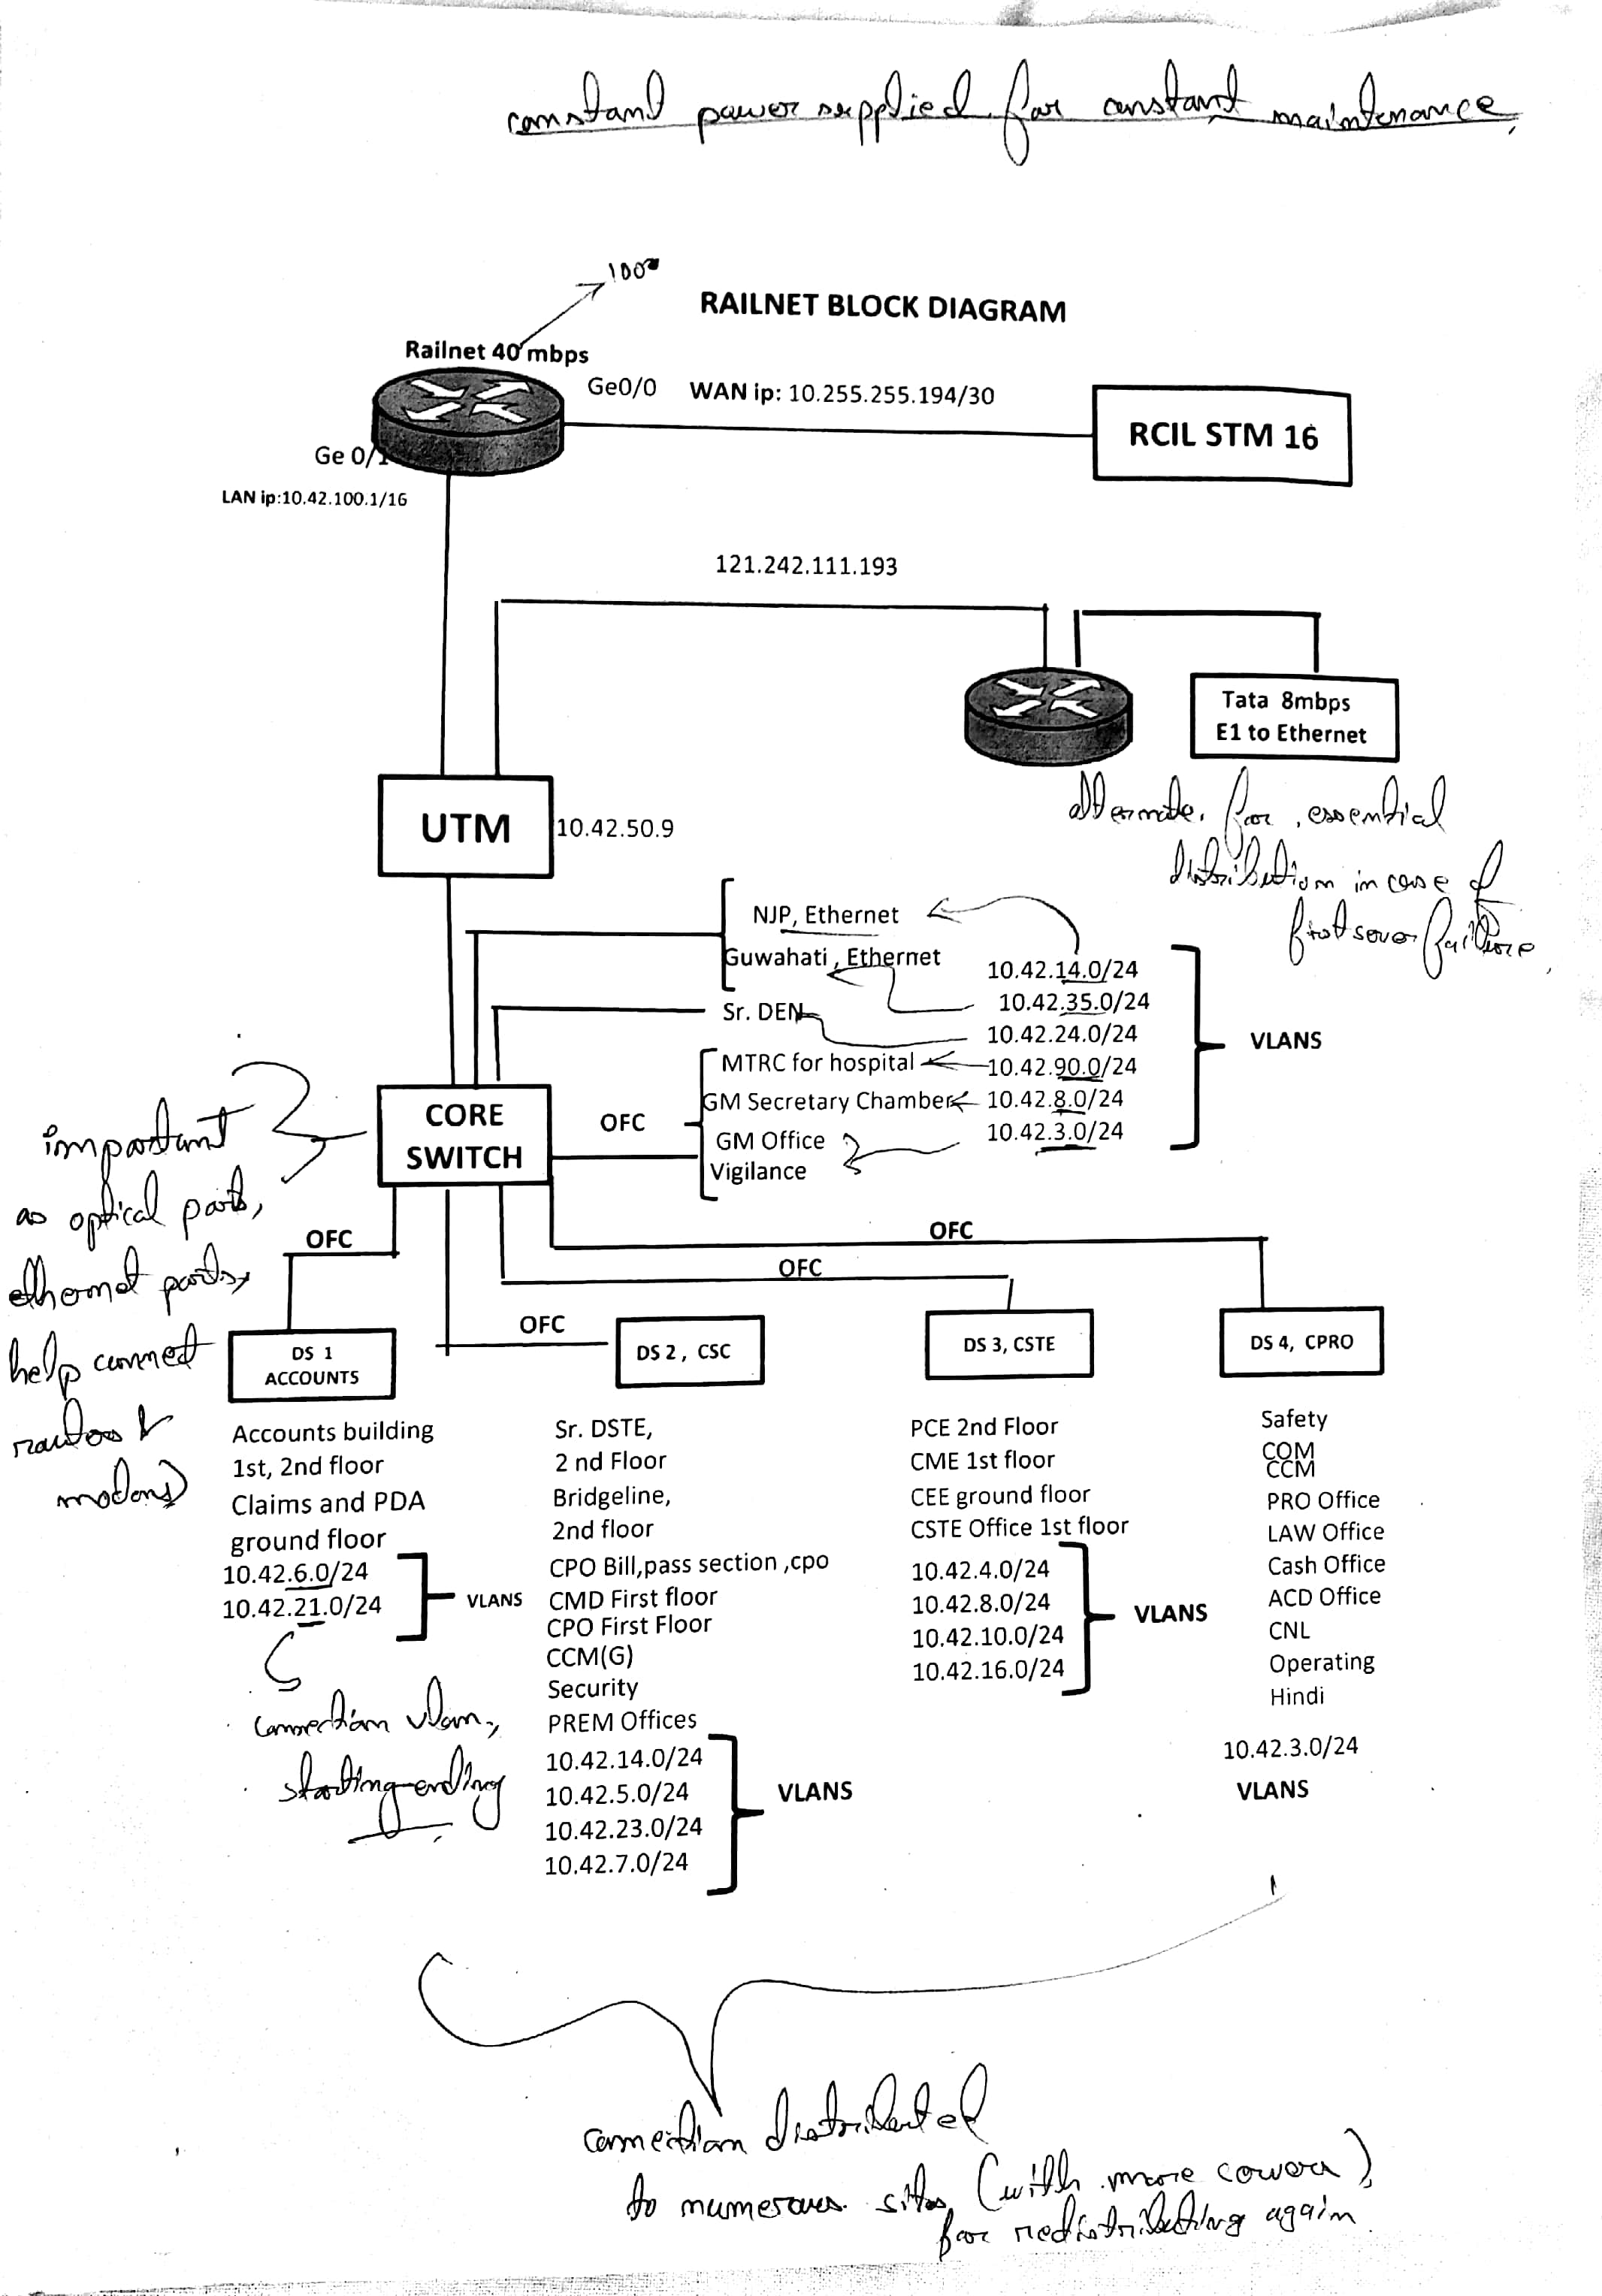 constant power supplied for constant maintenance,
100
RAILNET BLOCK DIAGRAM
Railnet 40 mbps
Ge0/0 WAN ip: 10.255.255.194/30
RCIL STM 16
Ge 0/1
LAN ip:10.42.100.1/16
121.242.111.193
Tata 8mbps
E1 to Ethernet
alternate for essential
distribution in case of
first sever failure,
UTM
10.42.50.9
NJP, Ethernet
Guwahati , Ethernet
Sr. DEN
MTRC for hospital
GM Secretary Chamber
GM Office
Vigilance
10.42.14.0/24
10.42.35.0/24
10.42.24.0/24
10.42.90.0/24
10.42.8.0/24
10.42.3.0/24
VLANS
CORE
SWITCH
OFC
important
as optical ports,
ethernet ports,
help connect
routers &
OFC
OFC
OFC
OFC
DS 1
ACCOUNTS
DS 2 , CSC
DS 3, CSTE
DS 4, CPRO
Accounts building
1st, 2nd floor
Claims and PDA
ground floor
10.42.6.0/24
10.42.21.0/24
VLANS
connection vlan,
starting-ending
Sr. DSTE,
2 nd Floor
Bridgeline,
2nd floor
CPO Bill,pass section ,cpo
CMD First floor
CPO First Floor
CCM(G)
Security
PREM Offices
10.42.14.0/24
10.42.5.0/24
10.42.23.0/24
10.42.7.0/24
VLANS
PCE 2nd Floor
CME 1st floor
CEE ground floor
CSTE Office 1st floor
10.42.4.0/24
10.42.8.0/24
10.42.10.0/24
10.42.16.0/24
VLANS
Safety
COM
CCM
PRO Office
LAW Office
Cash Office
ACD Office
CNL
Operating
Hindi
10.42.3.0/24
VLANS
connection distributed
to numerous sites (with more)
for redistributing again